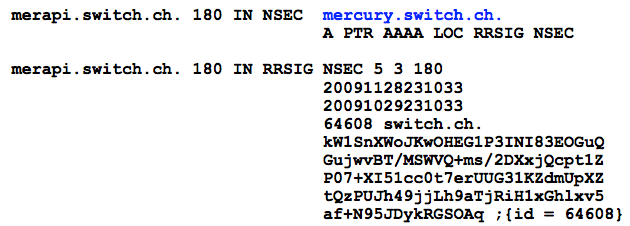 merapi.switch.ch. 180 IN NSEC mercury.switch.ch.
A PTR AAAA LOC RRSIG NSEC
merapi.switch.ch. 180 IN RRSIG NSEC 5 3 180
20091128231033
20091029231033
64608 switch.ch.
kW1SnXWoJKwOHEG1P3INI83EOGuQ
GujwvBT/MSWVQ+ms/2DXxjQcpt1Z
P07+XI51cc0t7erUUG31KZdmUpXZ
tQzPUJh49jjLh9aTjRiH1xGhlxv5
af+N95JDykRGSOAq ;{id = 64608}